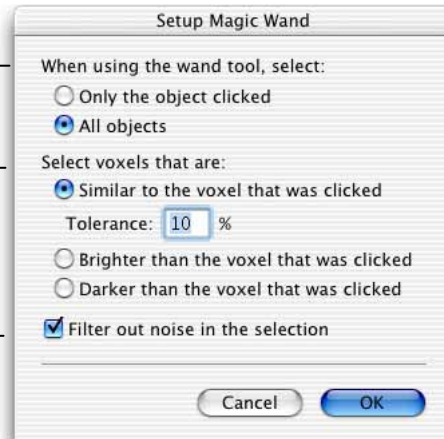 Setup Magic Wand
When using the wand tool, select:
Only the object clicked
All objects
Select voxels that are:
Similar to the voxel that was clicked
Tolerance: 10 %
Brighter than the voxel that was clicked
Darker than the voxel that was clicked
Filter out noise in the selection
Cancel OK